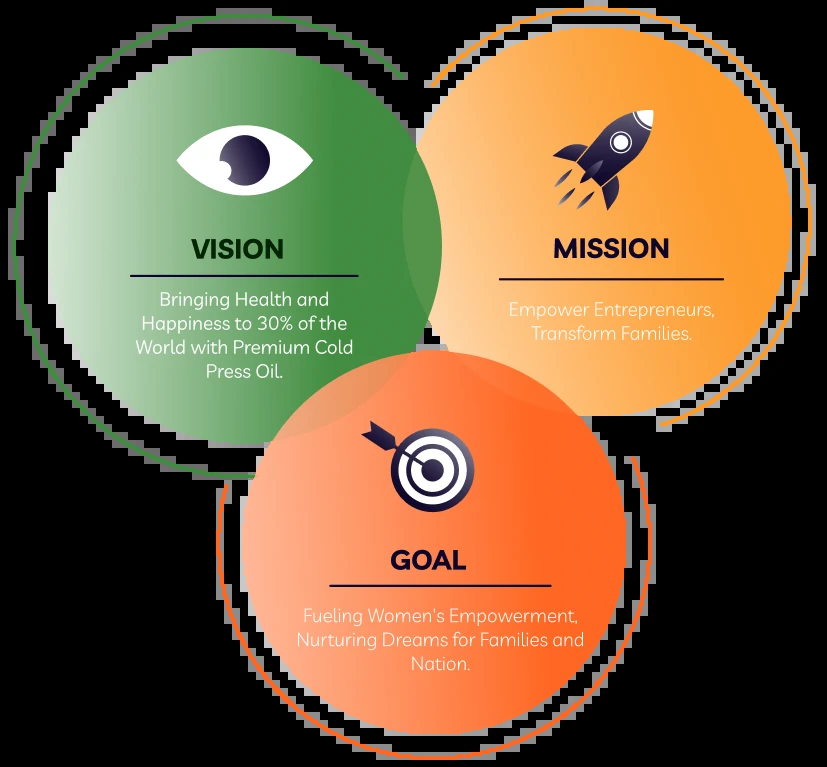 VISION
Bringing Health and
Happiness to 30% of the
World with Premium Cold
Press Oil.
MISSION
Empower Entrepreneurs,
Transform Families.
GOAL
Fueling Women's Empowerment,
Nurturing Dreams for Families and
Nation.